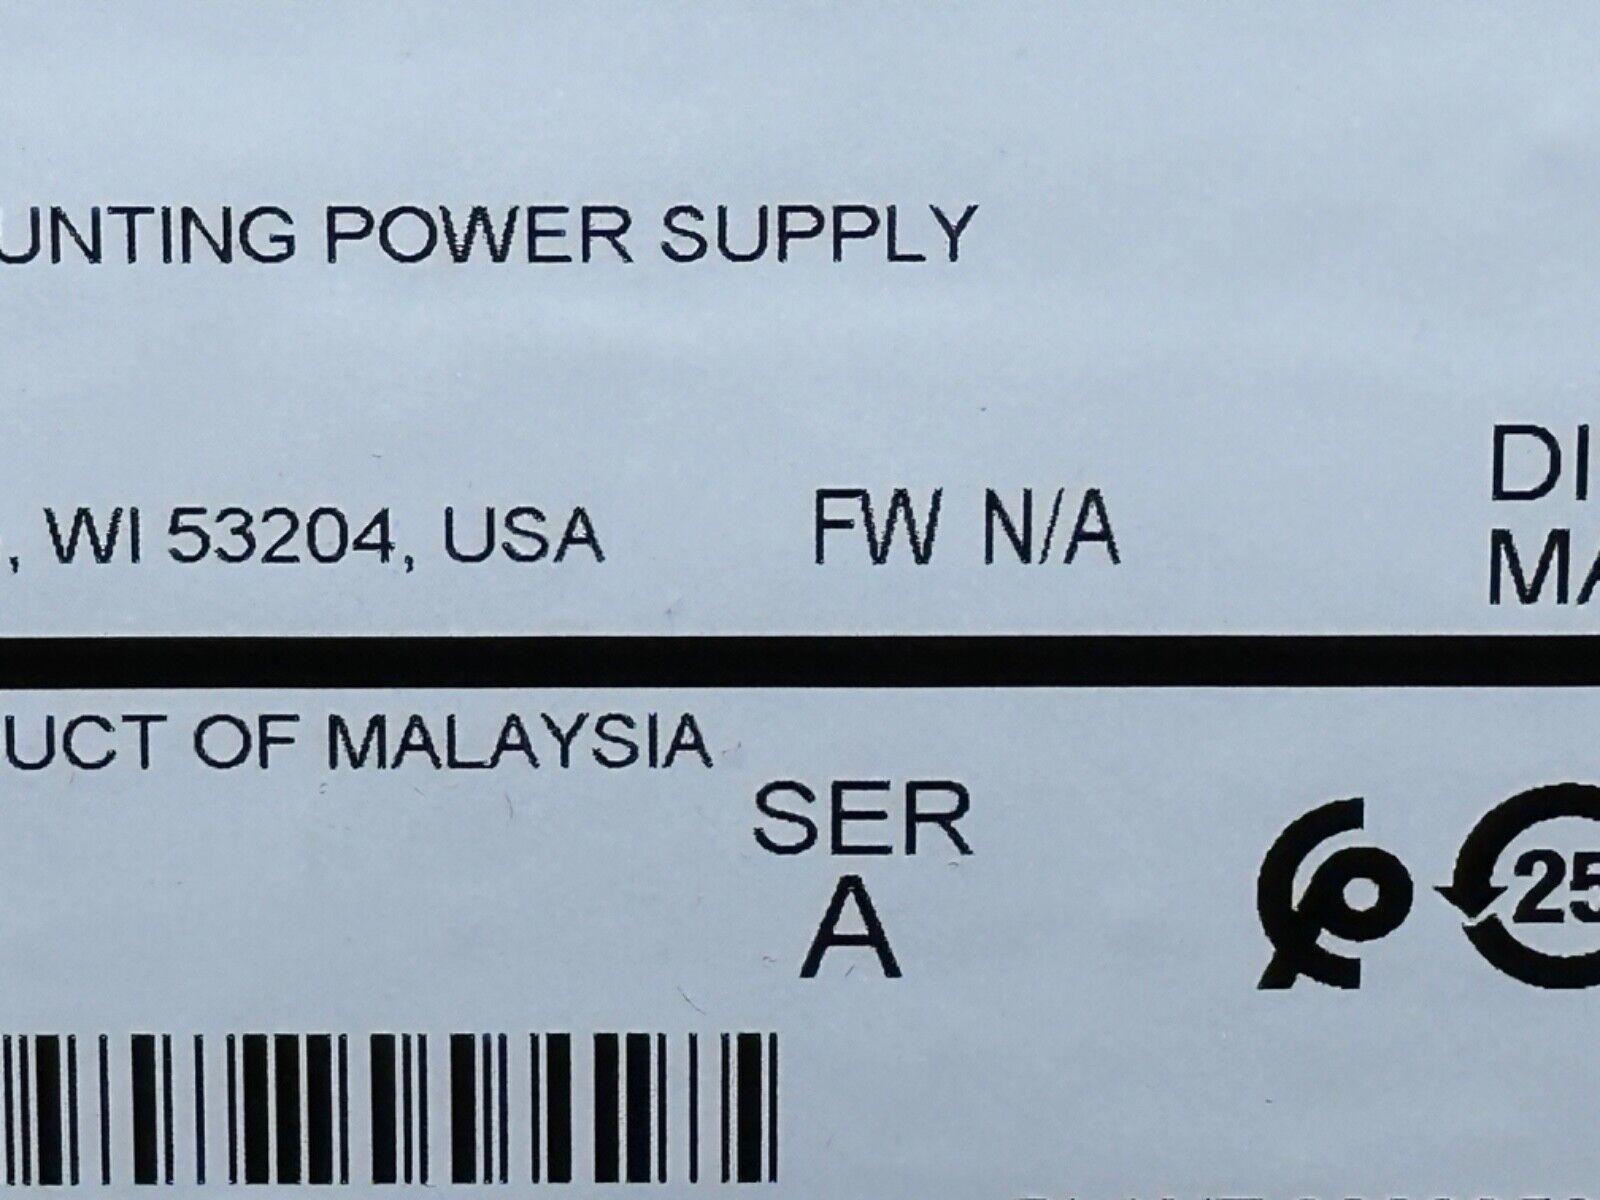 UNTING POWER SUPPLY
, WI 53204, USA
FW N/A
DI
MA
UCT OF MALAYSIA
SER
A
25